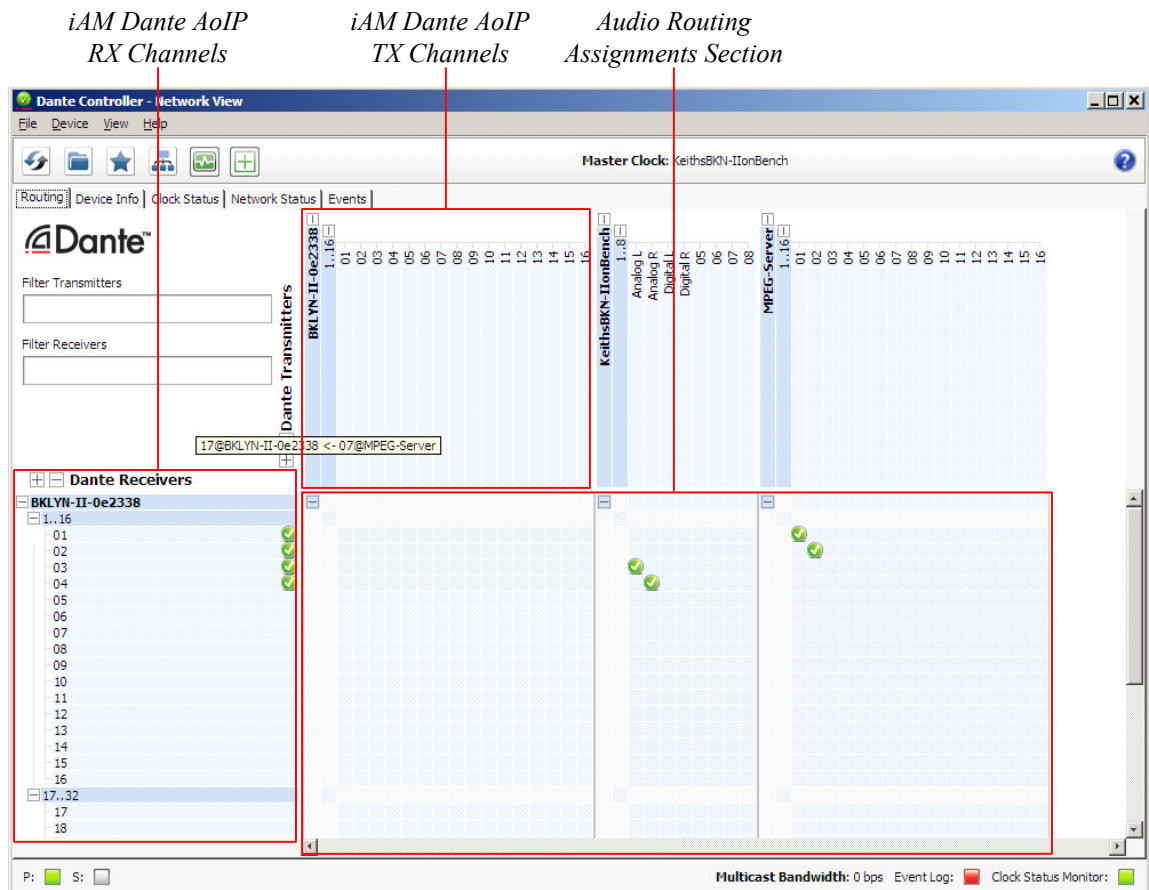 iAM Dante AoIP
RX Channels
iAM Dante AoIP
TX Channels
Audio Routing
Assignments Section
Dante Controller - Network View
File Device View Help
Master Clock: KeithsBKN-IIonBench
Routing Device Info Clock Status Network Status Events
Dante™
Filter Transmitters
Filter Receivers
Dante Transmitters
BKLYN-II-0e2338
1..16
01
02
03
04
05
06
07
08
09
10
11
12
13
14
15
16
KeithsBKN-IIonBench
1..8
Analog L
Analog R
Digital L
Digital R
05
06
07
08
MPEG-Server
1..16
01
02
03
04
05
06
07
08
09
10
11
12
13
14
15
16
17@BKLYN-II-0e2338 <- 07@MPEG-Server
Dante Receivers
BKLYN-II-0e2338
1..16
01
02
03
04
05
06
07
08
09
10
11
12
13
14
15
16
17..32
17
18
P: S: Multicast Bandwidth: 0 bps Event Log: Clock Status Monitor: